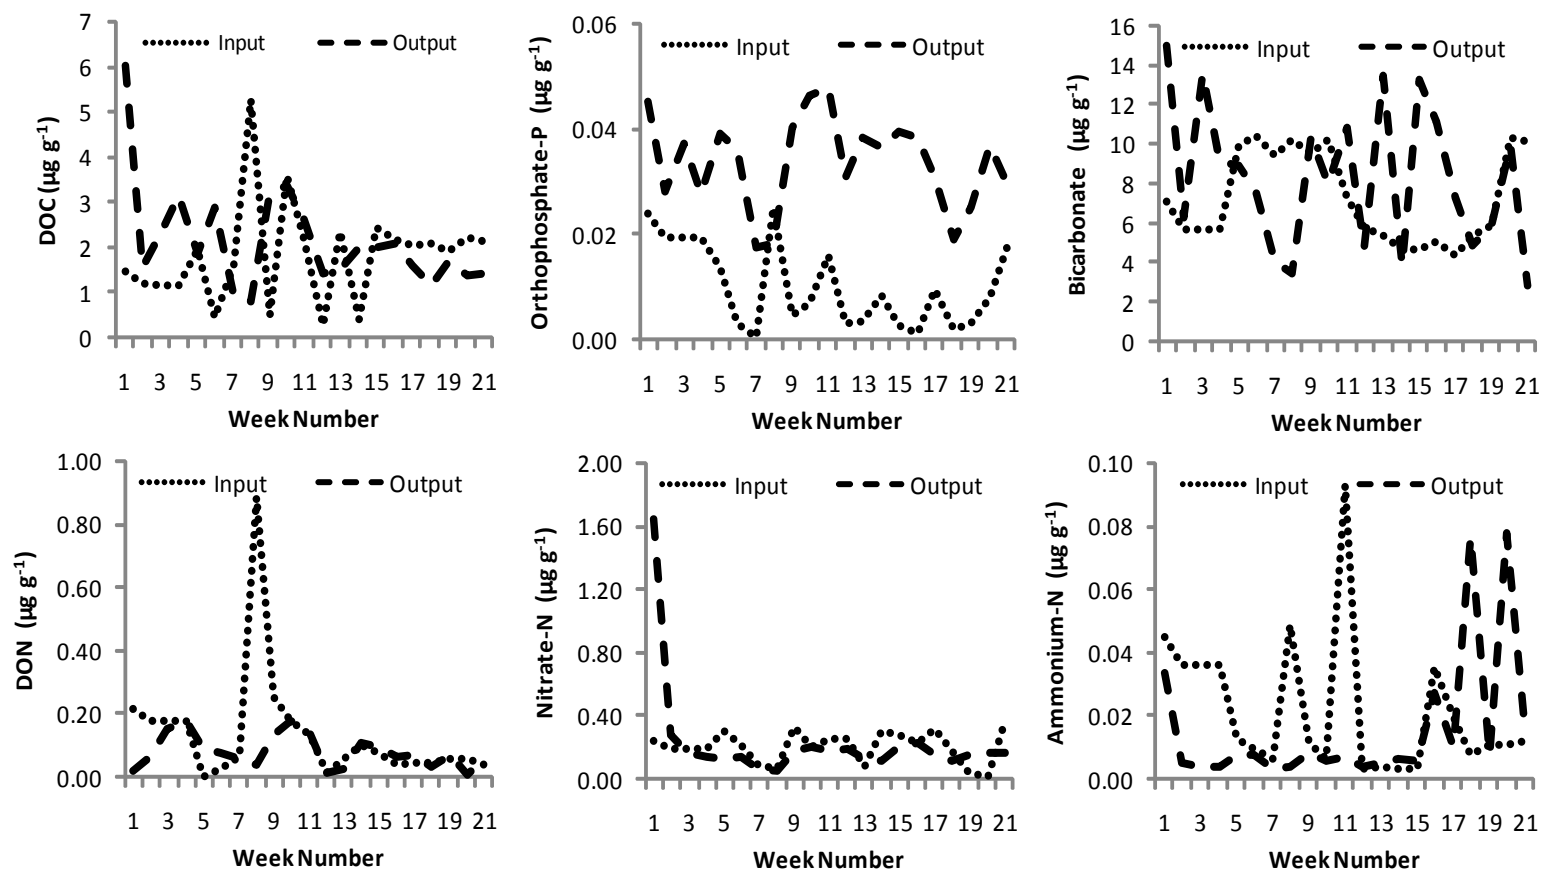 DOC (µg g-1)
7
6
5
4
3
2
1
0
Input Output
1 3 5 7 9 11 13 15 17 19 21
Week Number
Orthophosphate-P (µg g-1)
0.06
0.04
0.02
0.00
Input Output
1 3 5 7 9 11 13 15 17 19 21
Week Number
Bicarbonate (µg g-1)
16
14
12
10
8
6
4
2
0
Input Output
1 3 5 7 9 11 13 15 17 19 21
Week Number
DON (µg g-1)
1.00
0.80
0.60
0.40
0.20
0.00
Input Output
1 3 5 7 9 11 13 15 17 19 21
Week Number
Nitrate-N (µg g-1)
2.00
1.60
1.20
0.80
0.40
0.00
Input Output
1 3 5 7 9 11 13 15 17 19 21
Week Number
Ammonium-N (µg g-1)
0.10
0.08
0.06
0.04
0.02
0.00
Input Output
1 3 5 7 9 11 13 15 17 19 21
Week Number